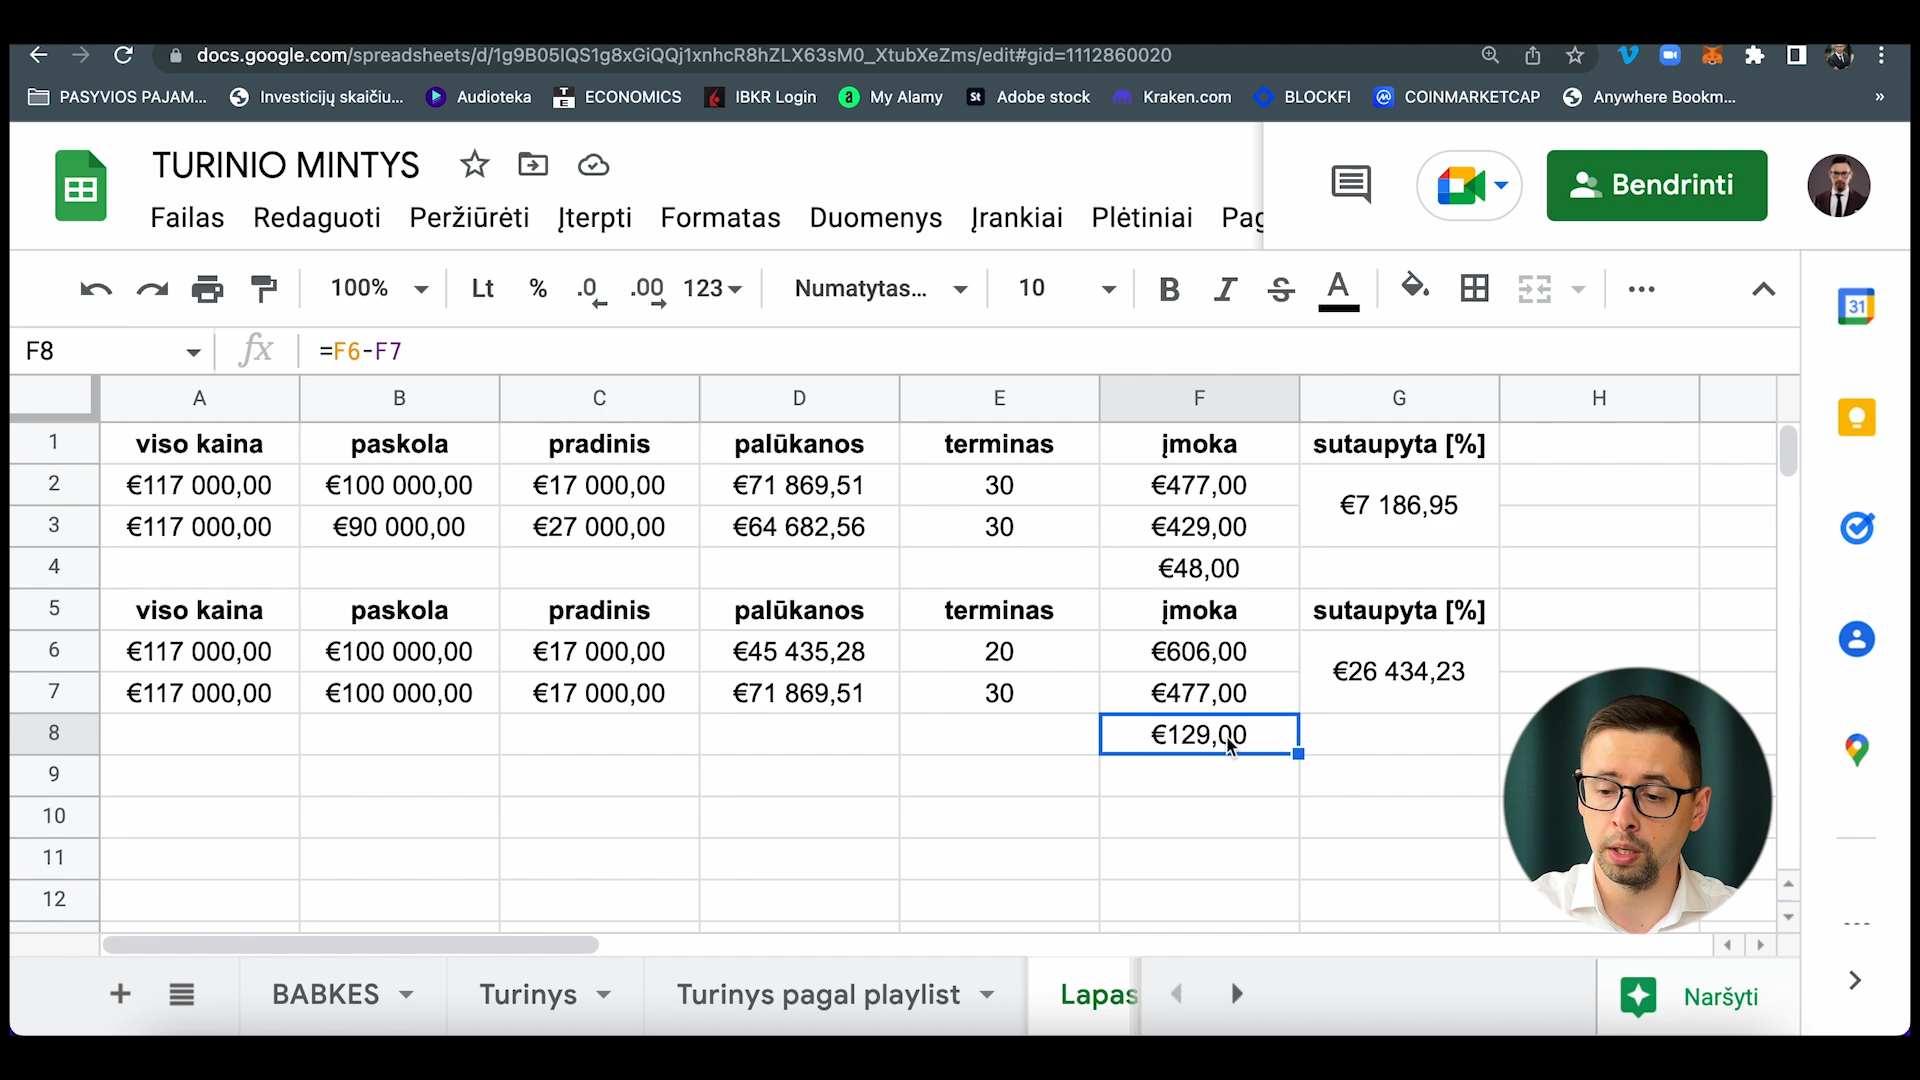 docs.google.com/spreadsheets/d/1g9B05IQS1g8xGiQQj1xnhcR8hZLX63sM0_XtubXeZms/edit#gid=1112860020
PASYVIOS PAJAM... Investicijų skaičiu... Audioteka ECONOMICS IBKR Login My Alamy Adobe stock Kraken.com BLOCKFI COINMARKETCAP Anywhere Bookm... »
TURINIO MINTYS
Bendrinti
Failas Redaguoti Peržiūrėti Įterpti Formatas Duomenys Įrankiai Plėtiniai Pag
100% Lt % .0 .00 123 Numatytas... 10 B I S A
31
F8 fx =F6-F7
A B C D E F G H
1 viso kaina paskola pradinis palūkanos terminas įmoka sutaupyta [%]
2 €117 000,00 €100 000,00 €17 000,00 €71 869,51 30 €477,00 €7 186,95
3 €117 000,00 €90 000,00 €27 000,00 €64 682,56 30 €429,00
4 €48,00
5 viso kaina paskola pradinis palūkanos terminas įmoka sutaupyta [%]
6 €117 000,00 €100 000,00 €17 000,00 €45 435,28 20 €606,00 €26 434,23
7 €117 000,00 €100 000,00 €17 000,00 €71 869,51 30 €477,00
8 €129,00
9
10
11
12
BABKES Turinys Turinys pagal playlist Lapas Naršyti